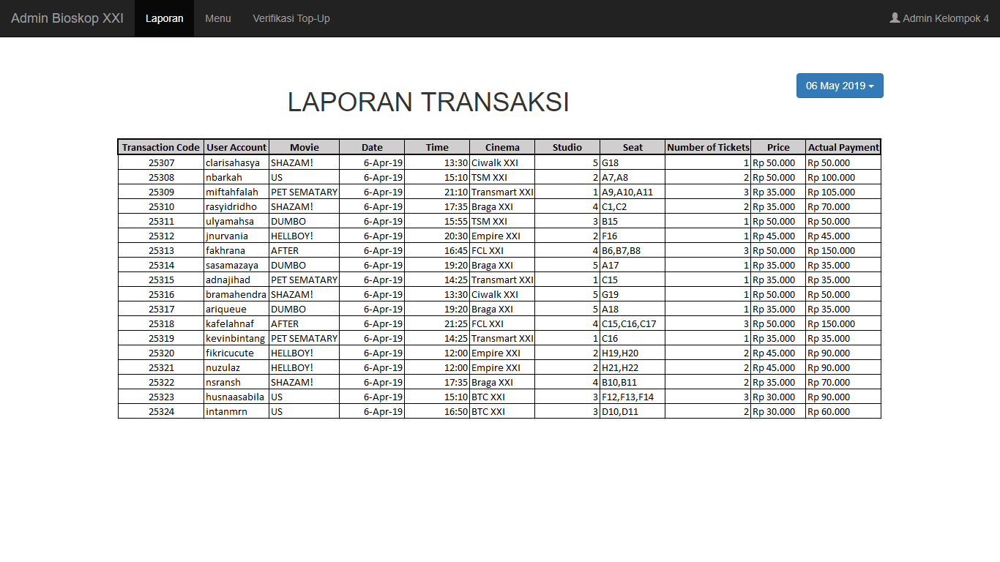 Admin Bioskop XXI Laporan Menu Verifikasi Top-Up Admin Kelompok 4
06 May 2019
LAPORAN TRANSAKSI
Transaction Code User Account Movie Date Time Cinema Studio Seat Number of Tickets Price Actual Payment
25307 clarisahasya SHAZAM! 6-Apr-19 13:30 Ciwalk XXI 5 G18 1 Rp 50.000 Rp 50.000
25308 nbarkah US 6-Apr-19 15:10 TSM XXI 2 A7,A8 2 Rp 50.000 Rp 100.000
25309 miftahfalah PET SEMATARY 6-Apr-19 21:10 Transmart XXI 1 A9,A10,A11 3 Rp 35.000 Rp 105.000
25310 rasyidridho SHAZAM! 6-Apr-19 17:35 Braga XXI 4 C1,C2 2 Rp 35.000 Rp 70.000
25311 ulyamahsa DUMBO 6-Apr-19 15:55 TSM XXI 3 B15 1 Rp 50.000 Rp 50.000
25312 jnurvania HELLBOY! 6-Apr-19 20:30 Empire XXI 2 F16 1 Rp 45.000 Rp 45.000
25313 fakhrana AFTER 6-Apr-19 16:45 FCL XXI 4 B6,B7,B8 3 Rp 50.000 Rp 150.000
25314 sasamazaya DUMBO 6-Apr-19 19:20 Braga XXI 5 A17 1 Rp 35.000 Rp 35.000
25315 adnajihad PET SEMATARY 6-Apr-19 14:25 Transmart XXI 1 C15 1 Rp 35.000 Rp 35.000
25316 bramahendra SHAZAM! 6-Apr-19 13:30 Ciwalk XXI 5 G19 1 Rp 50.000 Rp 50.000
25317 ariqueue DUMBO 6-Apr-19 19:20 Braga XXI 5 A18 1 Rp 35.000 Rp 35.000
25318 kafelahnaf AFTER 6-Apr-19 21:25 FCL XXI 4 C15,C16,C17 3 Rp 50.000 Rp 150.000
25319 kevinbintang PET SEMATARY 6-Apr-19 14:25 Transmart XXI 1 C16 1 Rp 35.000 Rp 35.000
25320 fikricucute HELLBOY! 6-Apr-19 12:00 Empire XXI 2 H19,H20 2 Rp 45.000 Rp 90.000
25321 nuzulaz HELLBOY! 6-Apr-19 12:00 Empire XXI 2 H21,H22 2 Rp 45.000 Rp 90.000
25322 nsransh SHAZAM! 6-Apr-19 17:35 Braga XXI 4 B10,B11 2 Rp 35.000 Rp 70.000
25323 husnaasabila US 6-Apr-19 15:10 BTC XXI 3 F12,F13,F14 3 Rp 30.000 Rp 90.000
25324 intanmrn US 6-Apr-19 16:50 BTC XXI 3 D10,D11 2 Rp 30.000 Rp 60.000